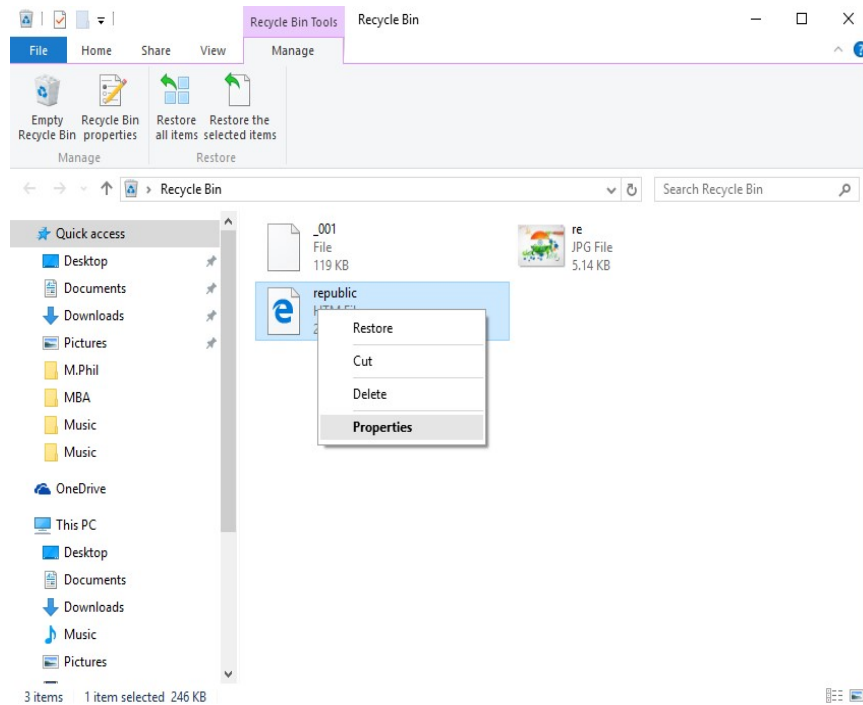 Recycle Bin Tools Recycle Bin
File Home Share View Manage
Empty Recycle Bin Restore Restore the
Recycle Bin properties all items selected items
Manage Restore
Recycle Bin Search Recycle Bin
Quick access
Desktop
Documents
Downloads
Pictures
M.Phil
MBA
Music
Music
OneDrive
This PC
Desktop
Documents
Downloads
Music
Pictures
_001
File
119 KB
re
JPG File
5.14 KB
republic
Restore
Cut
Delete
Properties
3 items 1 item selected 246 KB